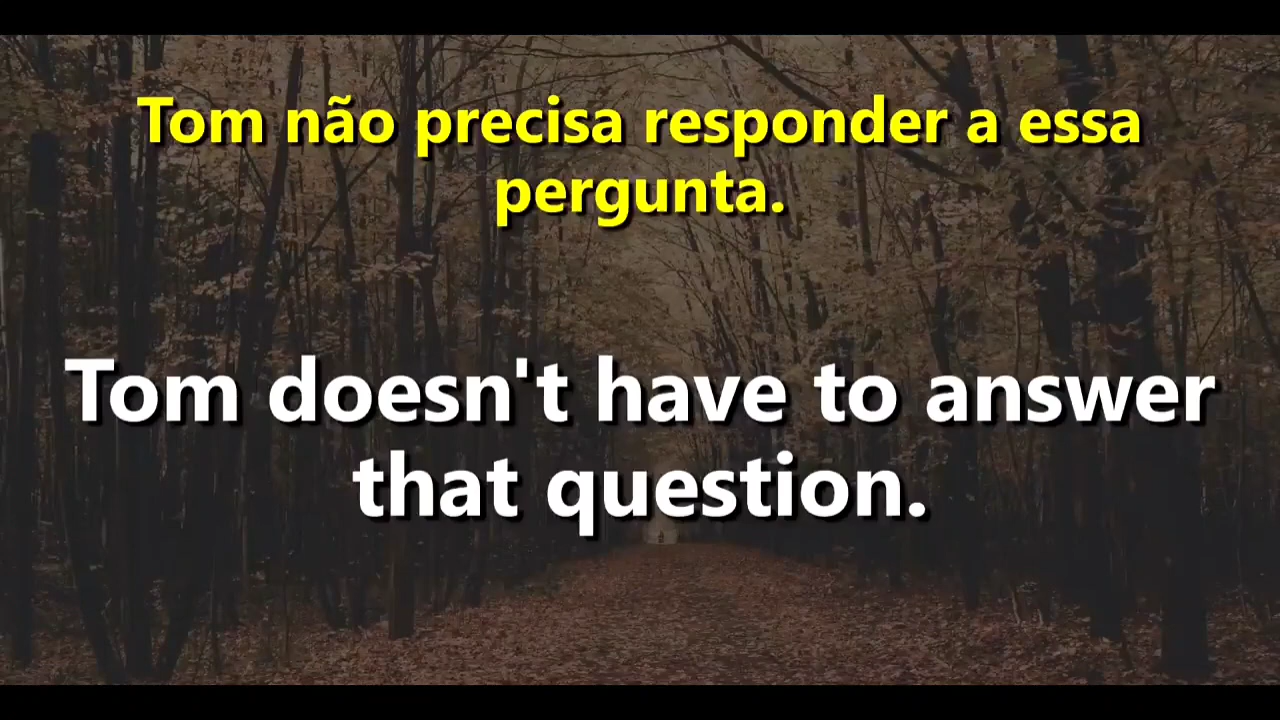 Tom não precisa responder a essa
pergunta.
Tom doesn't have to answer
that question.